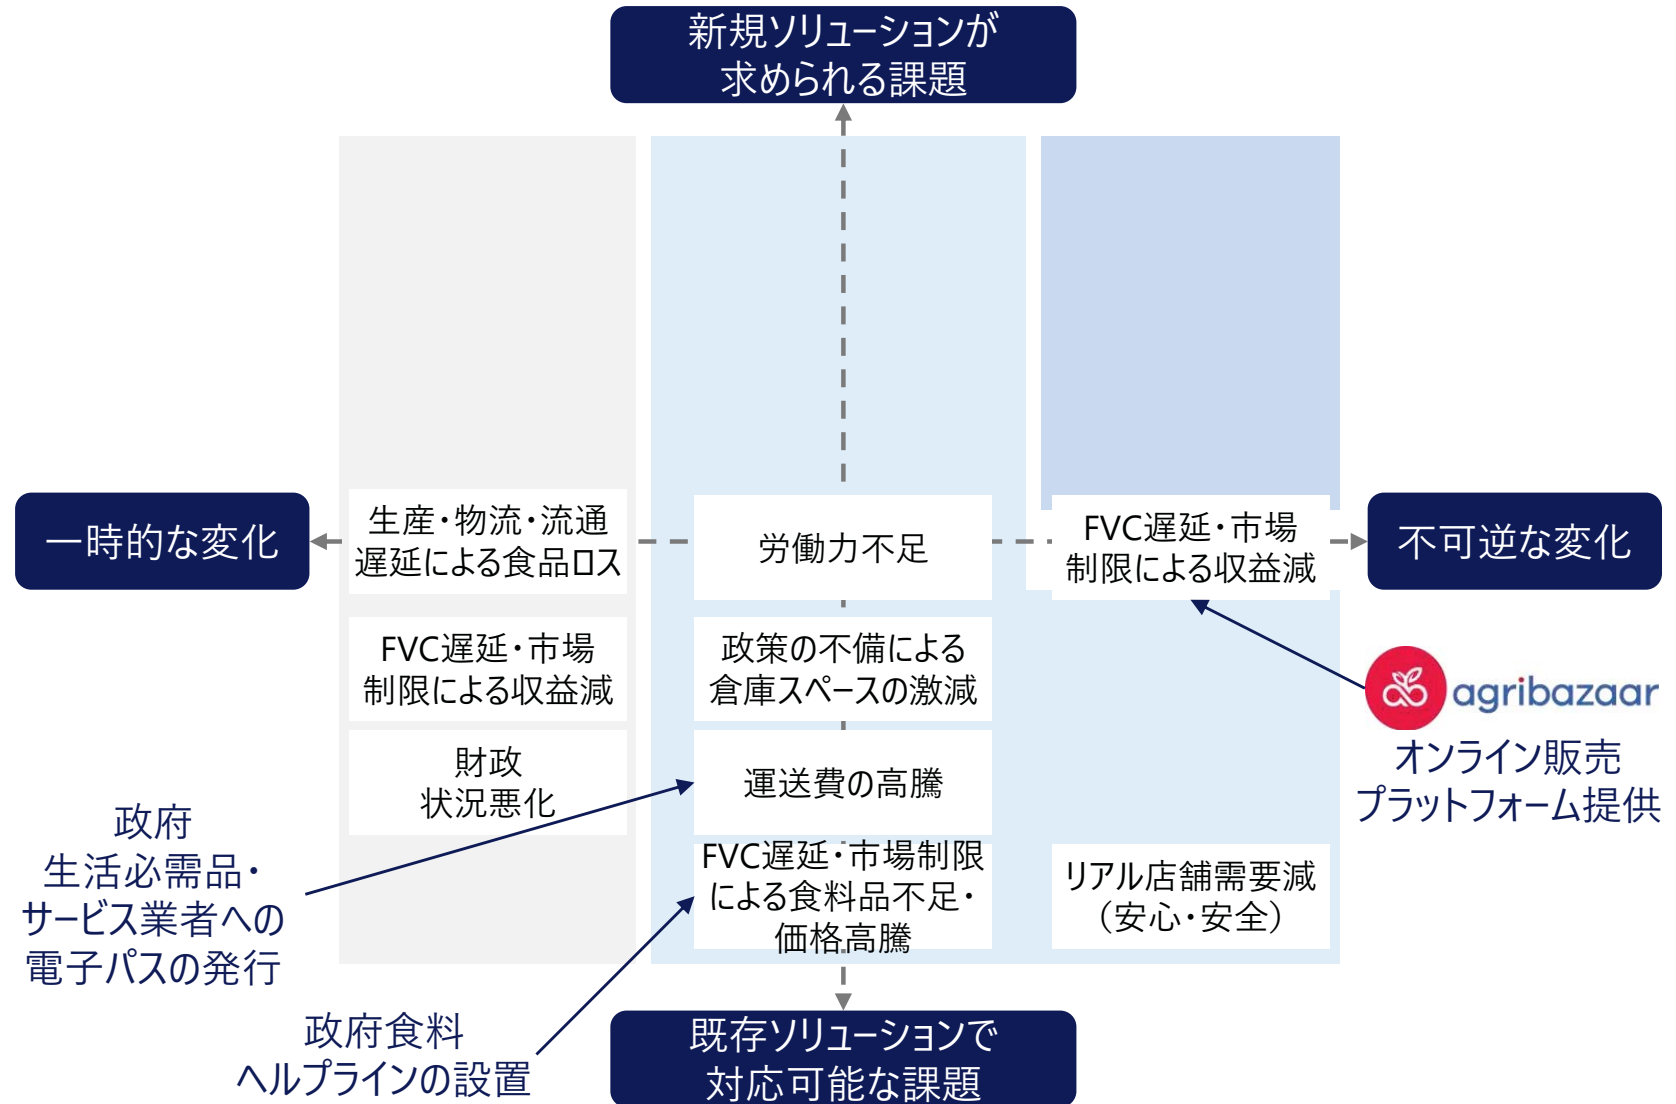 新規ソリューションが
求められる課題
一時的な変化
生産・物流・流通
遅延による食品ロス
労働力不足
FVC遅延・市場
制限による収益減
不可逆な変化
FVC遅延・市場
制限による収益減
政策の不備による
倉庫スペースの激減
agribazaar
オンライン販売
プラットフォーム提供
財政
状況悪化
運送費の高騰
政府
生活必需品・
サービス業者への
電子パスの発行
FVC遅延・市場制限
による食料品不足・
価格高騰
リアル店舗需要減
（安心・安全）
政府食料
ヘルプラインの設置
既存ソリューションで
対応可能な課題